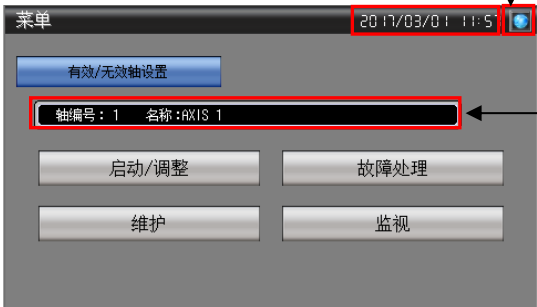 菜单 2017/03/01 11:57
有效/无效轴设置
轴编号：1 名称:AXIS 1
启动/调整 故障处理
维护 监视